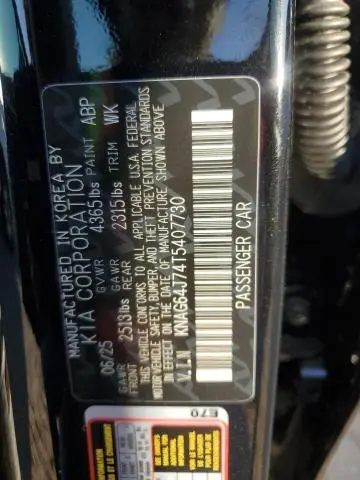 MANUFACTURED IN KOREA BY
KIA CORPORATION
06/25 GVWR 4365lbs PAINT ABP
GAWR FRONT 2513lbs GAWR REAR 2315lbs TRIM WK
THIS VEHICLE CONFORMS TO ALL APPLICABLE U.S.A. FEDERAL
MOTOR VEHICLE SAFETY, BUMPER, AND THEFT PREVENTION STANDARDS
IN EFFECT ON THE DATE OF MANUFACTURE SHOWN ABOVE
V.I.N : KNAG64J74T5407730
PASSENGER CAR
E70